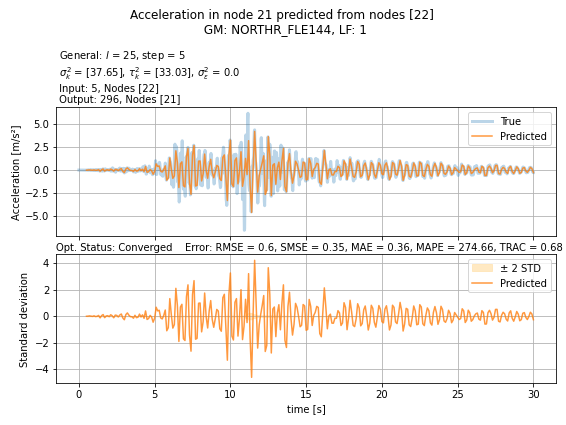 Acceleration in node 21 predicted from nodes [22]
GM: NORTHR_FLE144, LF: 1
General: l = 25, step = 5
σ²ₖ = [37.65], τ²ₖ = [33.03], σ²ε = 0.0
Input: 5, Nodes [22]
Output: 296, Nodes [21]
5.0
2.5
0.0
−2.5
−5.0
Acceleration [m/s²]
True
Predicted
Opt. Status: Converged Error: RMSE = 0.6, SMSE = 0.35, MAE = 0.36, MAPE = 274.66, TRAC = 0.68
4
2
0
−2
−4
Standard deviation
± 2 STD
Predicted
0 5 10 15 20 25 30
time [s]